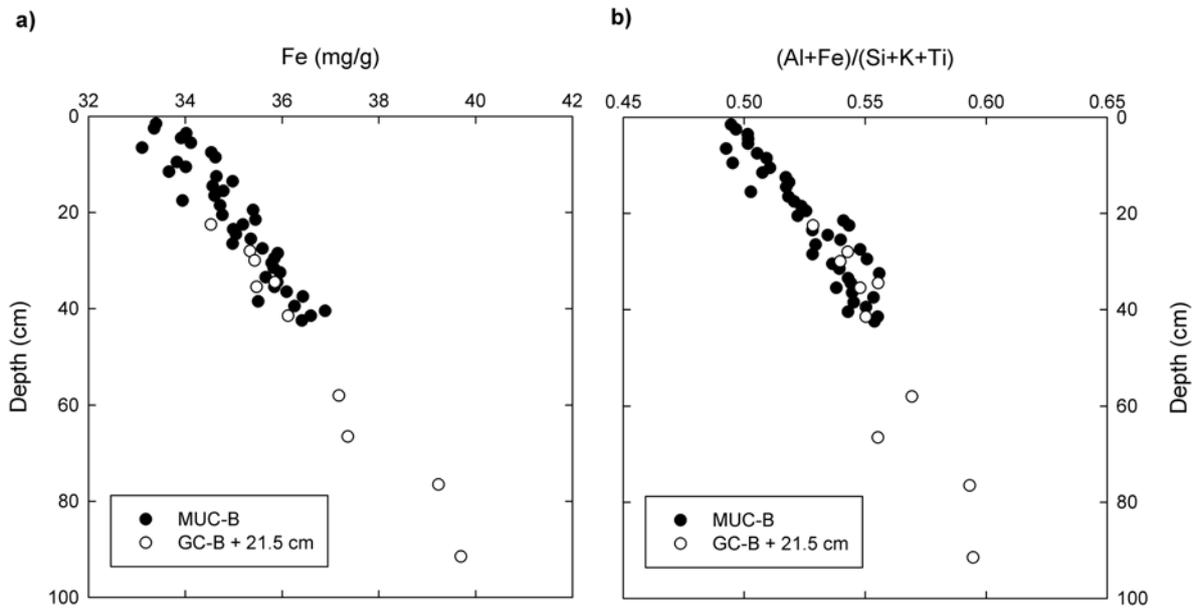 a)
Fe (mg/g)
32 34 36 38 40 42
0
20
40
60
80
100
Depth (cm)
MUC-B
GC-B + 21.5 cm
b)
(Al+Fe)/(Si+K+Ti)
0.45 0.50 0.55 0.60 0.65
0
20
40
60
80
100
Depth (cm)
MUC-B
GC-B + 21.5 cm